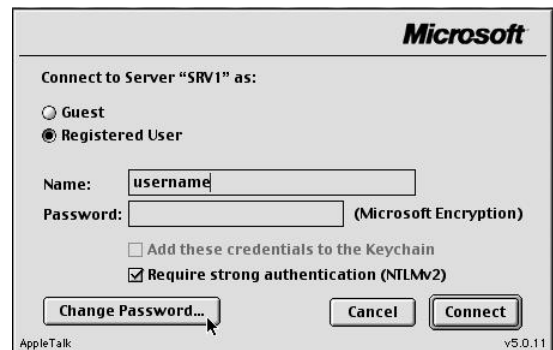 Microsoft
Connect to Server “SRV1” as:
Guest
Registered User
Name: username
Password: (Microsoft Encryption)
Add these credentials to the Keychain
Require strong authentication (NTLMv2)
Change Password... Cancel Connect
AppleTalk v5.0.11